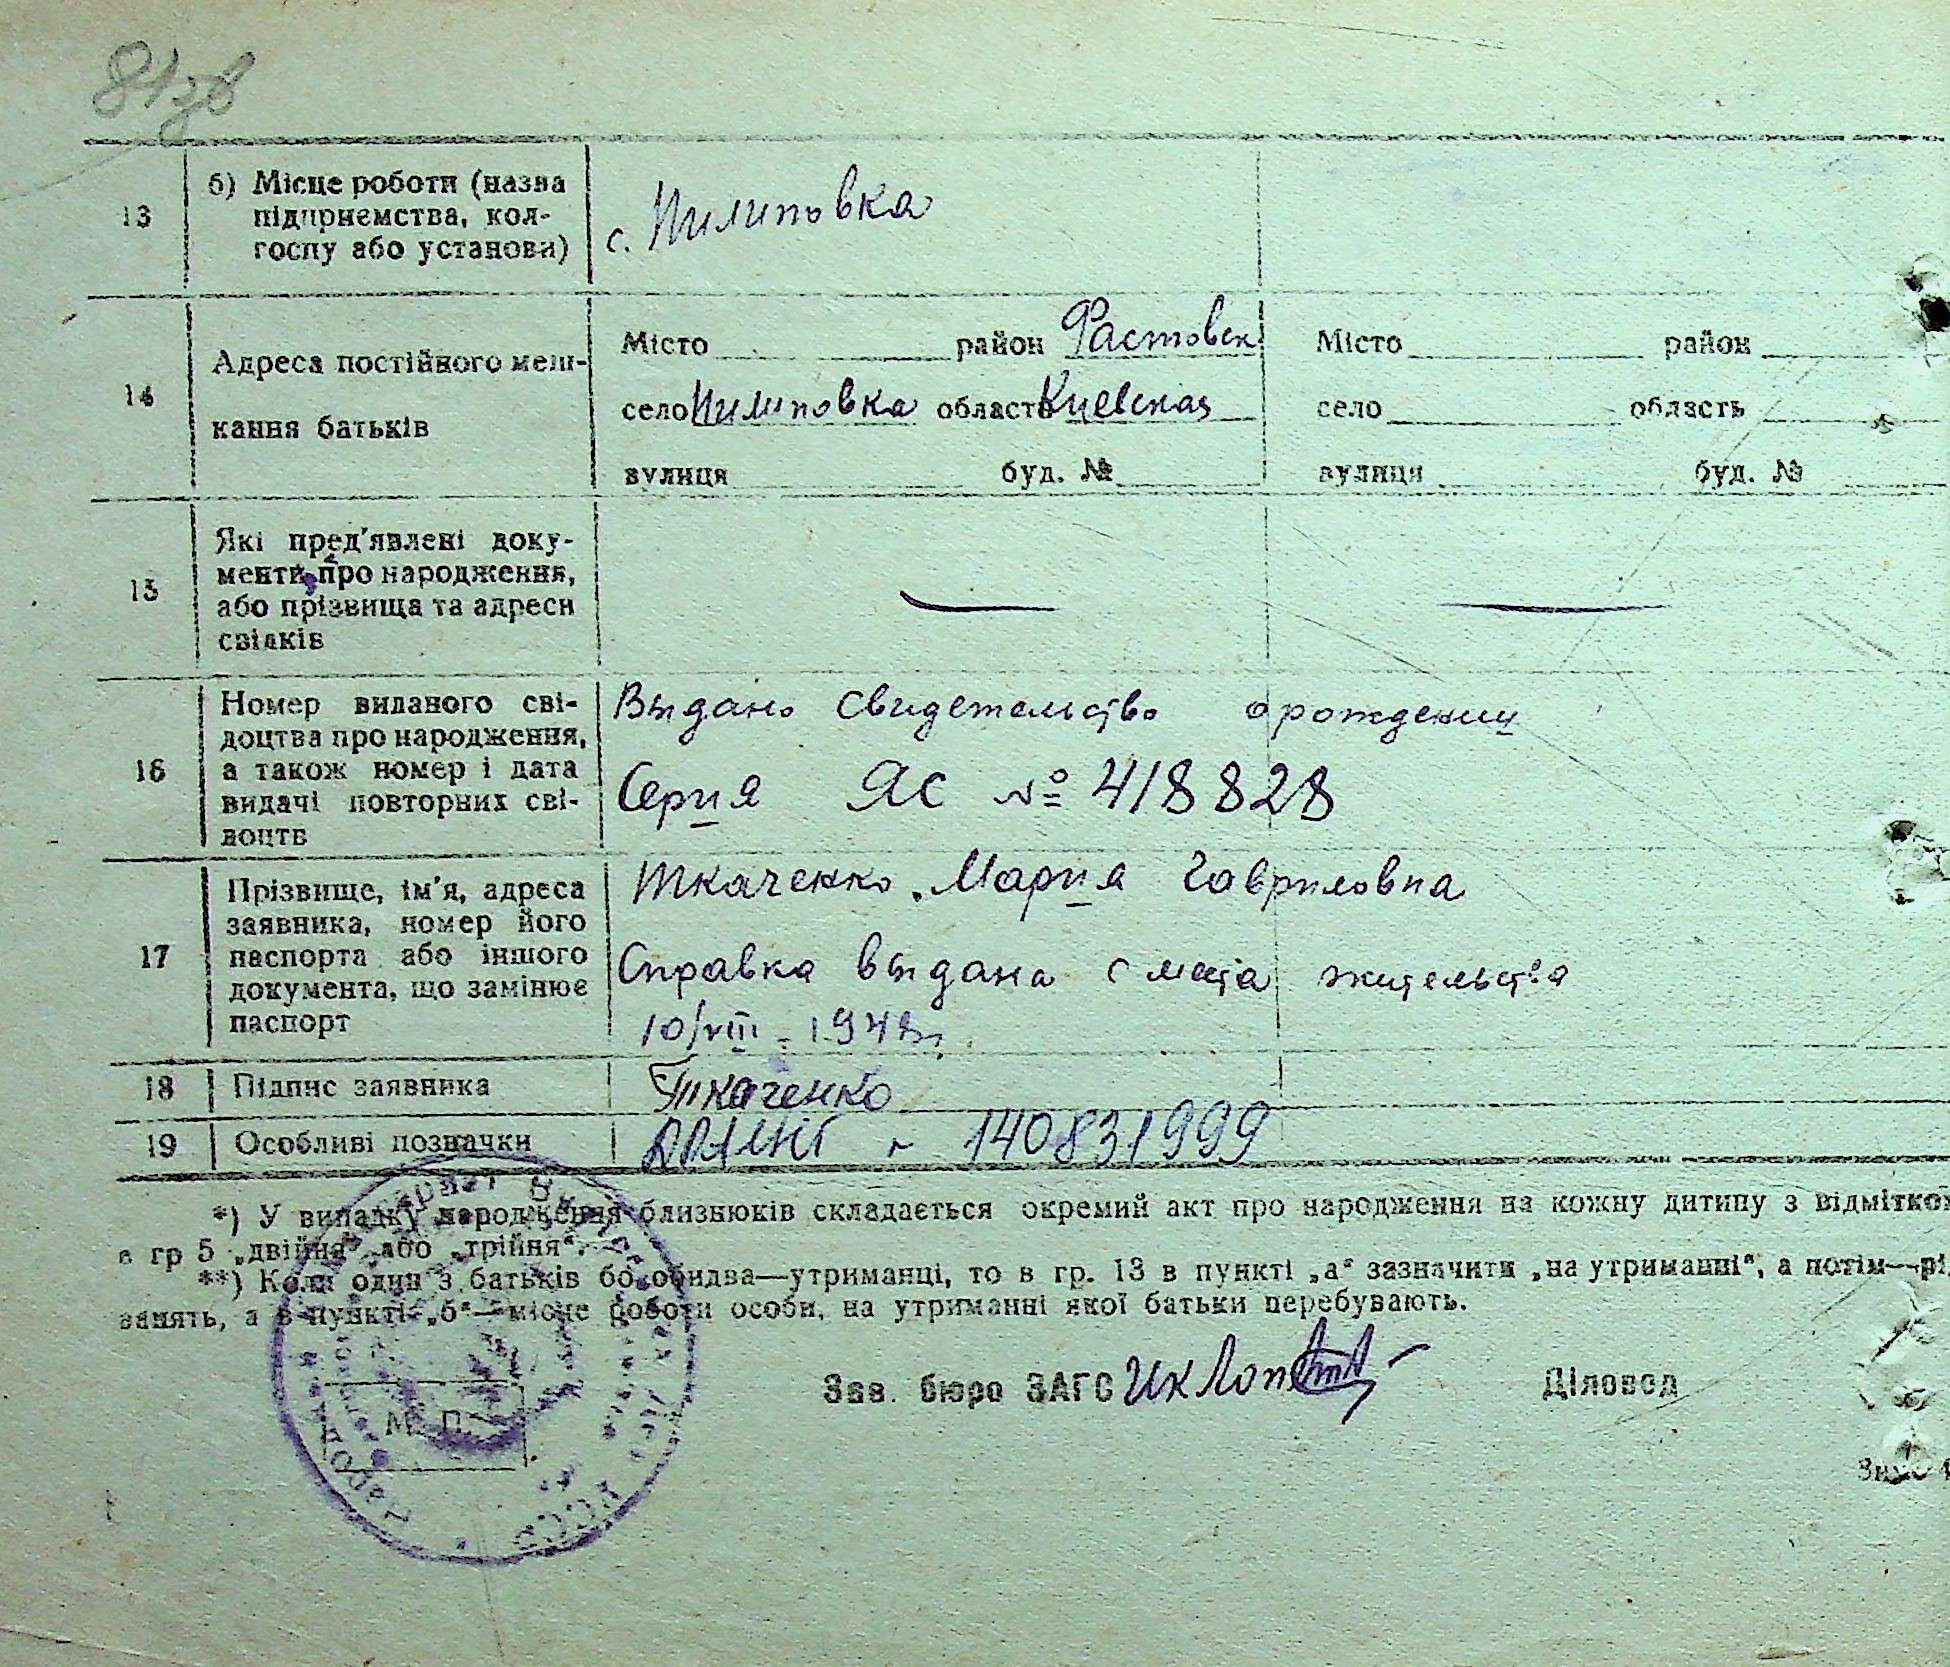 81зв
13
б) Місце роботи (назва
підприємства, кол-
госпу або установи)
с. Пилиповка
14
Адреса постійного меш-
кання батьків
Місто район Фастовск
село Пилиповка область Киевская
вулиця буд. №
Місто район
село область
вулиця буд. №
15
Які пред'явлені доку-
менти про народження,
або прізвища та адреси
свідків
16
Номер виданого сві-
доцтва про народження,
а також номер і дата
видачі повторних сві-
доцтв
Выдано свидетельство о рождении
Серия ЯС № 418828
17
Прізвище, ім'я, адреса
заявника, номер його
паспорта або іншого
документа, що замінює
паспорт
Ткаченко Мария Гавриловна
Справка выдана с места жительства
10/VIII - 1948г.
18
Підпис заявника
Ткаченко
19
Особливі позначки
140831999
*) У випадку народження близнюків складається окремий акт про народження на кожну дитину з відміткою
в гр 5 „двійня“ або „трійня“.
**) Коли один з батьків бо обидва—утриманці, то в гр. 13 в пункті „а“ зазначити „на утриманні“, а потім—рід
занять, а в пункті „б“—місце роботи особи, на утриманні якої батьки перебувають.
Зав. бюро ЗАГС
Діловод
М. П.